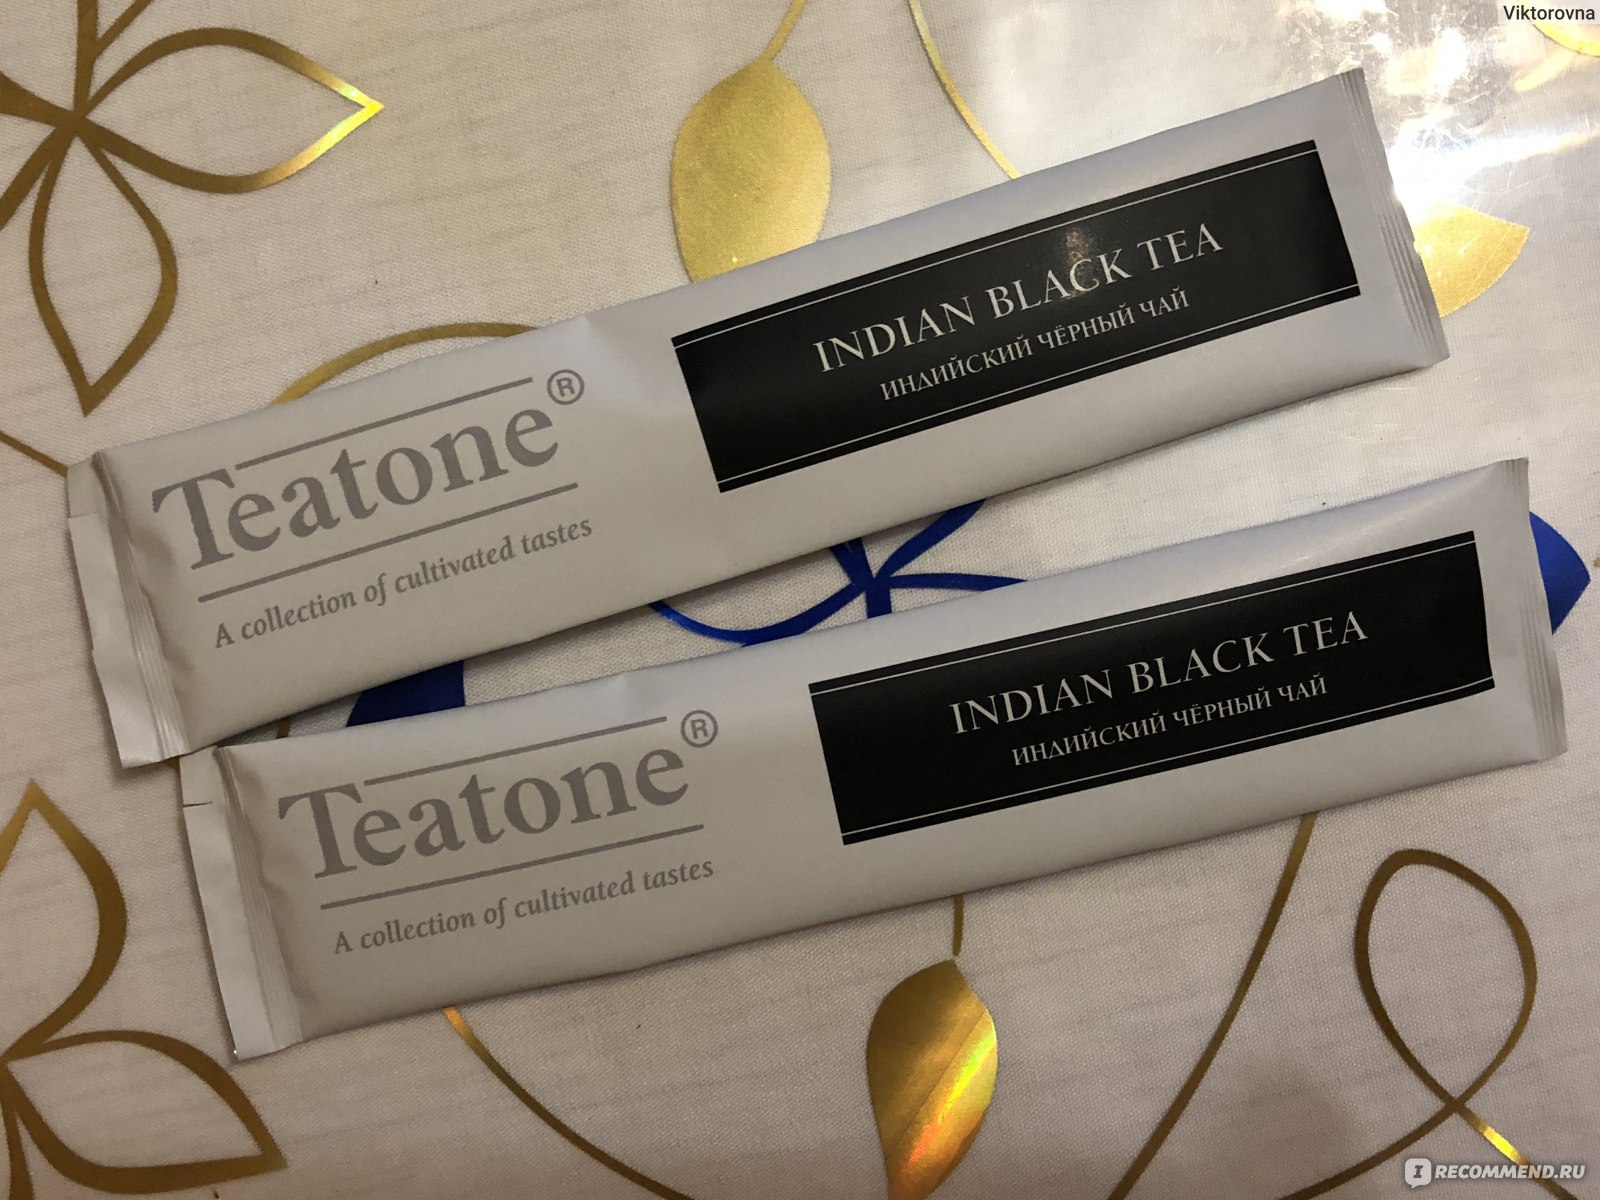 Viktorovna
Teatone®
A collection of cultivated tastes
INDIAN BLACK TEA
ИНДИЙСКИЙ ЧЁРНЫЙ ЧАЙ
Teatone®
A collection of cultivated tastes
INDIAN BLACK TEA
ИНДИЙСКИЙ ЧЁРНЫЙ ЧАЙ
IRECOMMEND.RU